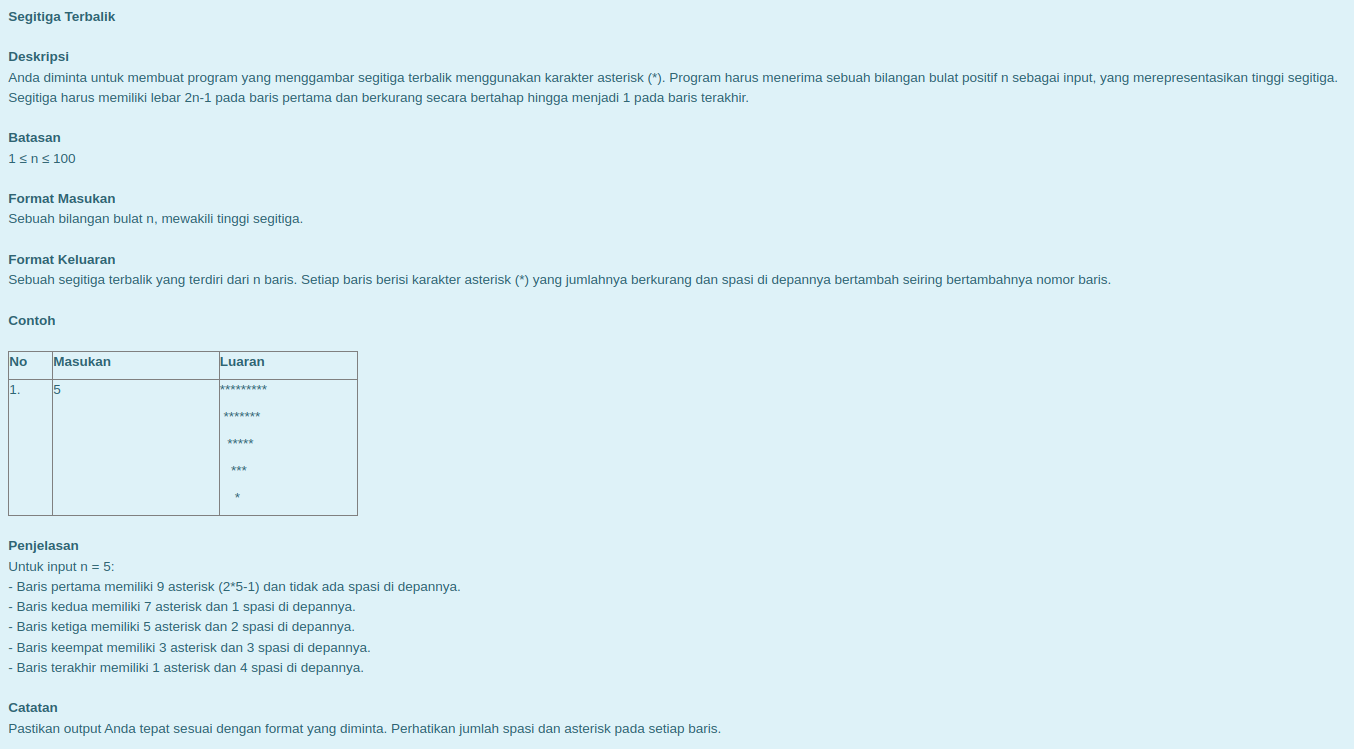 Segitiga Terbalik
Deskripsi
Anda diminta untuk membuat program yang menggambar segitiga terbalik menggunakan karakter asterisk (*). Program harus menerima sebuah bilangan bulat positif n sebagai input, yang merepresentasikan tinggi segitiga.
Segitiga harus memiliki lebar 2n-1 pada baris pertama dan berkurang secara bertahap hingga menjadi 1 pada baris terakhir.
Batasan
1 ≤ n ≤ 100
Format Masukan
Sebuah bilangan bulat n, mewakili tinggi segitiga.
Format Keluaran
Sebuah segitiga terbalik yang terdiri dari n baris. Setiap baris berisi karakter asterisk (*) yang jumlahnya berkurang dan spasi di depannya bertambah seiring bertambahnya nomor baris.
Contoh
No Masukan Luaran
1. 5 *********
 *******
  *****
   ***
    *
Penjelasan
Untuk input n = 5:
- Baris pertama memiliki 9 asterisk (2*5-1) dan tidak ada spasi di depannya.
- Baris kedua memiliki 7 asterisk dan 1 spasi di depannya.
- Baris ketiga memiliki 5 asterisk dan 2 spasi di depannya.
- Baris keempat memiliki 3 asterisk dan 3 spasi di depannya.
- Baris terakhir memiliki 1 asterisk dan 4 spasi di depannya.
Catatan
Pastikan output Anda tepat sesuai dengan format yang diminta. Perhatikan jumlah spasi dan asterisk pada setiap baris.